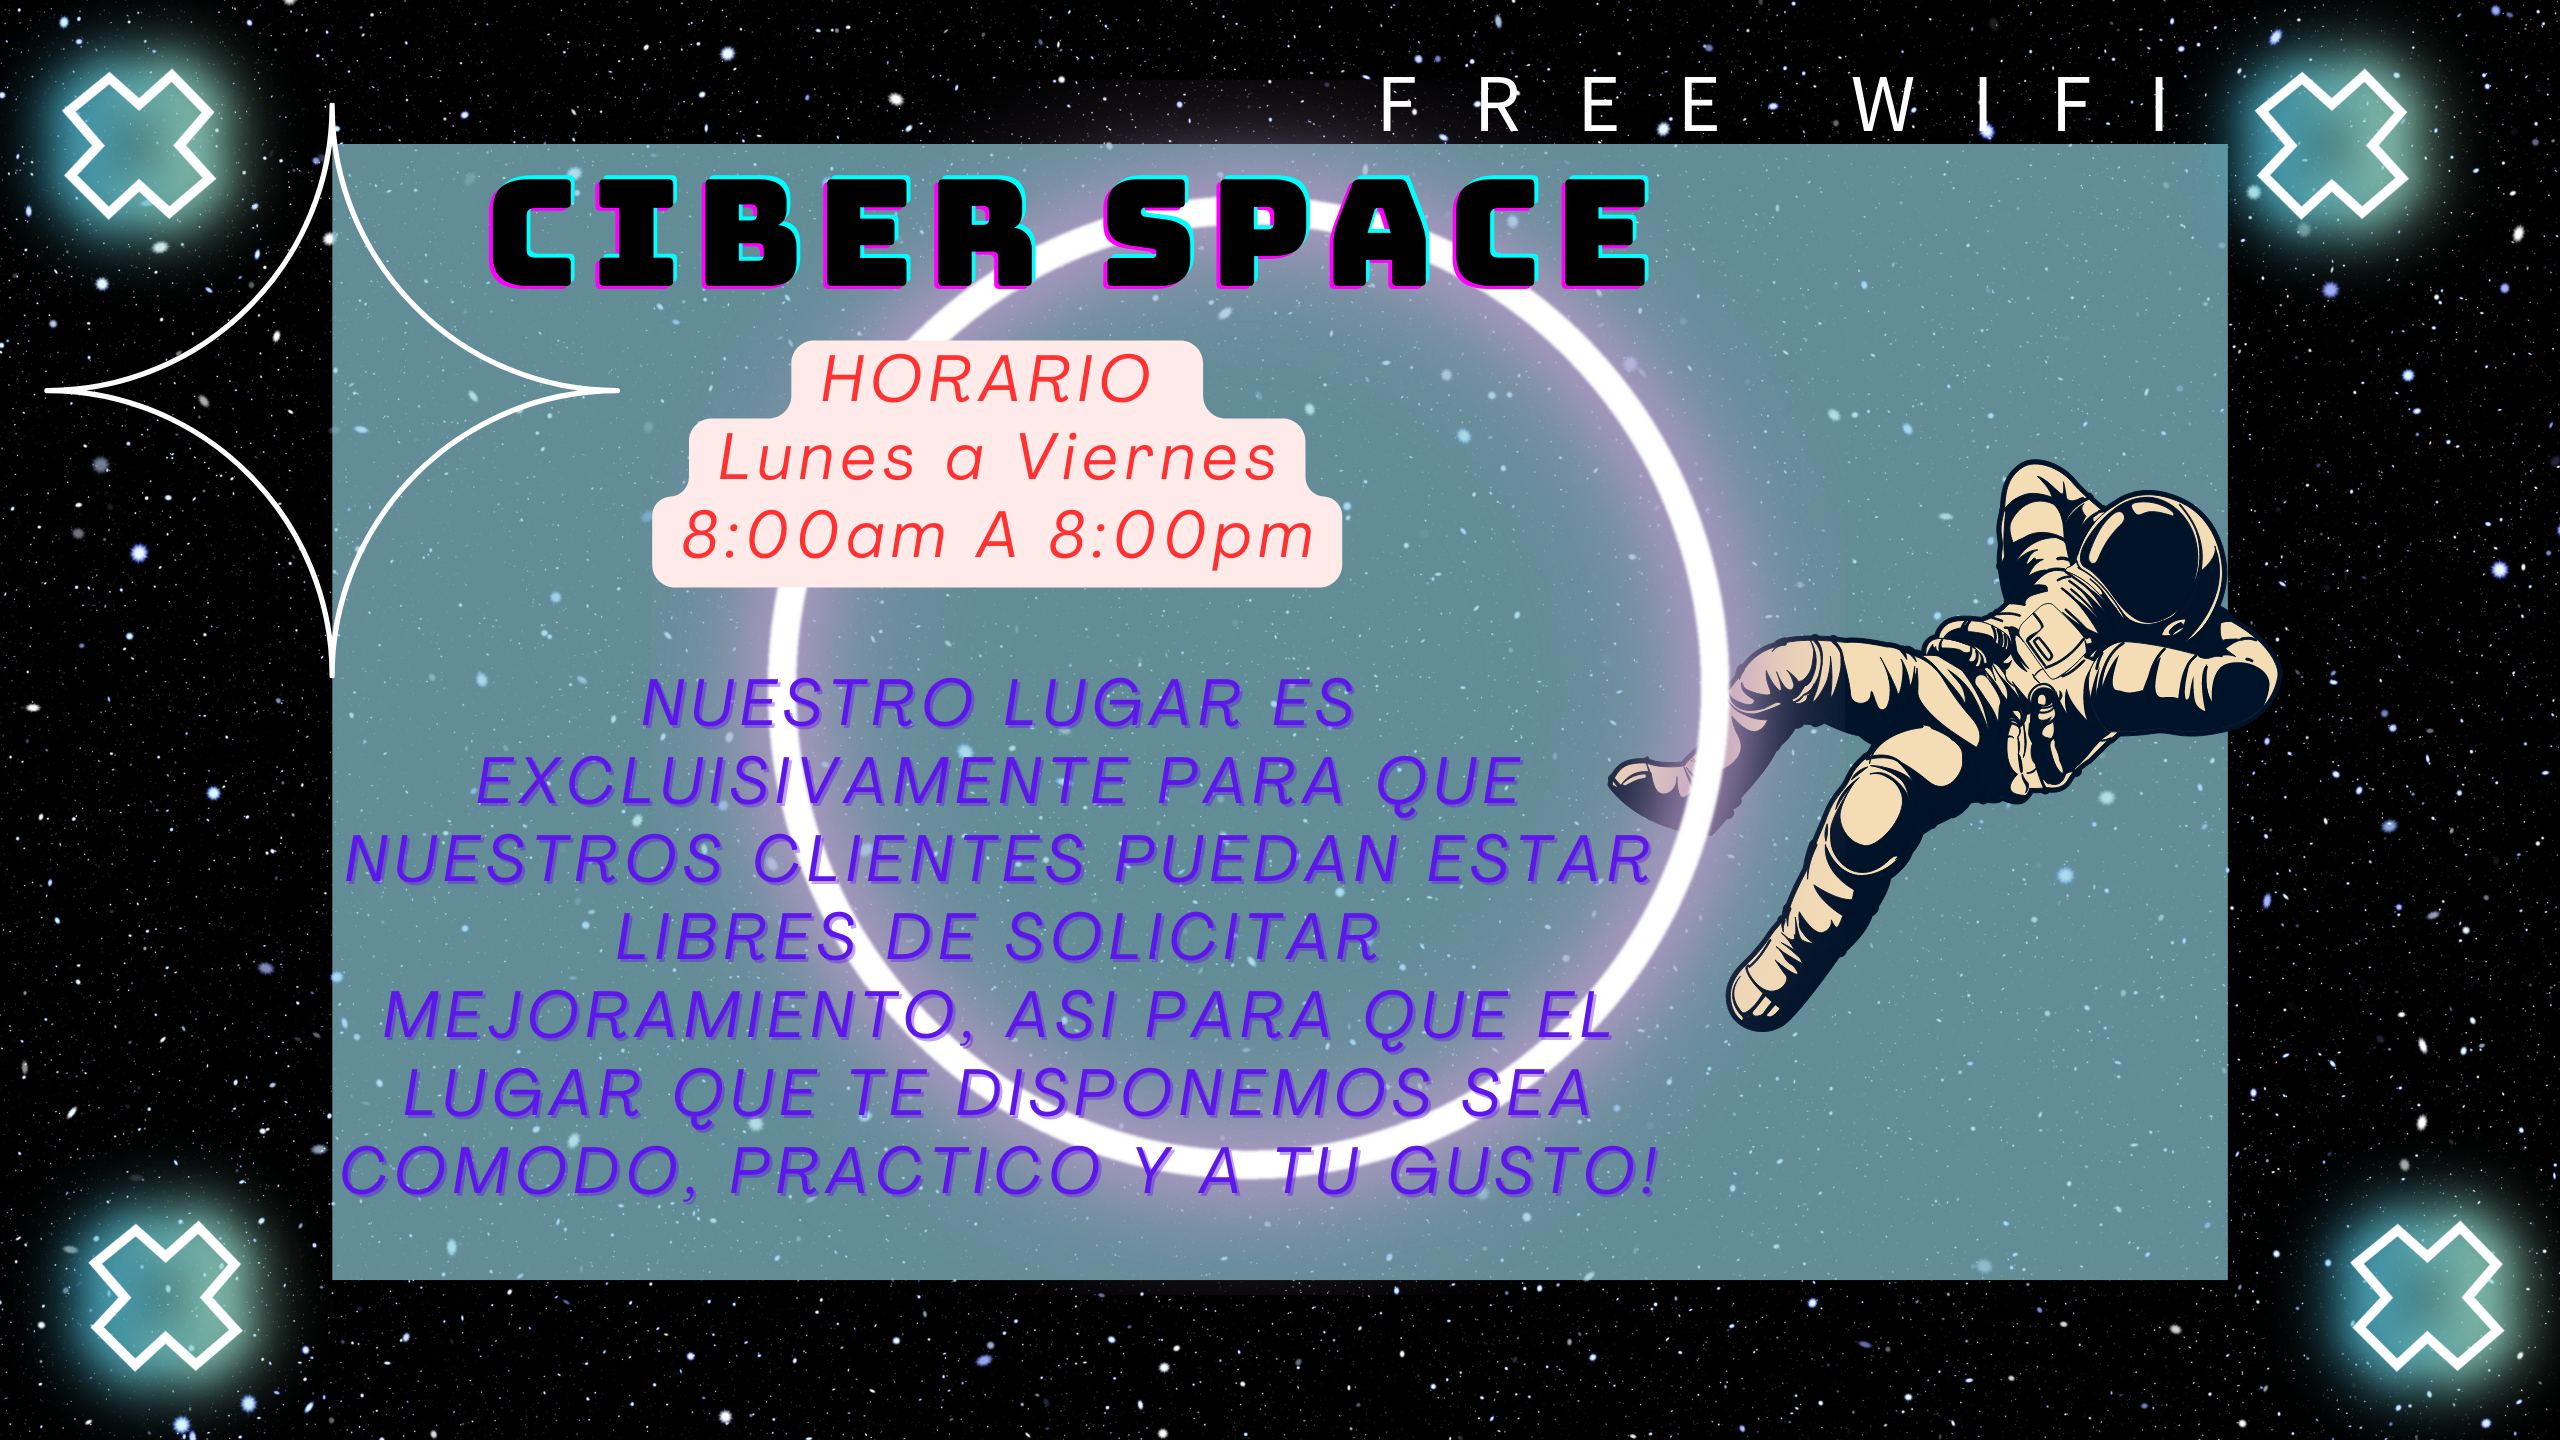 FREE WIFI
CIBER SPACE
HORARIO
Lunes a Viernes
8:00am A 8:00pm
NUESTRO LUGAR ES
EXCLUISIVAMENTE PARA QUE
NUESTROS CLIENTES PUEDAN ESTAR
LIBRES DE SOLICITAR
MEJORAMIENTO, ASI PARA QUE EL
LUGAR QUE TE DISPONEMOS SEA
COMODO, PRACTICO Y A TU GUSTO!